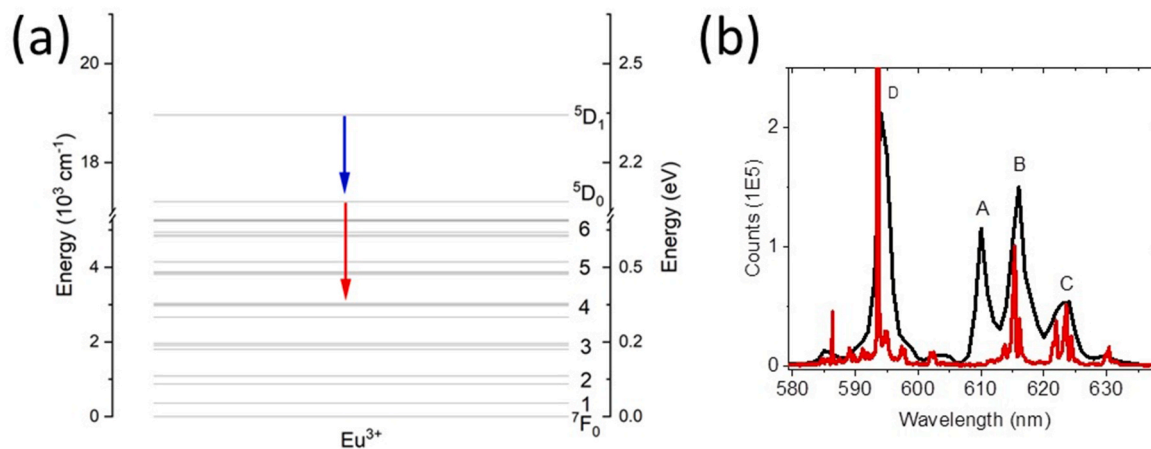 (a)
Energy (10³ cm⁻¹)
20
18
4
2
0
⁵D₁
⁵D₀
6
5
4
3
2
1
⁷F₀
Eu³⁺
2.5
2.2
0.5
0.2
0.0
Energy (eV)
(b)
Counts (1E5)
2
1
0
D
A
B
C
580 590 600 610 620 630
Wavelength (nm)